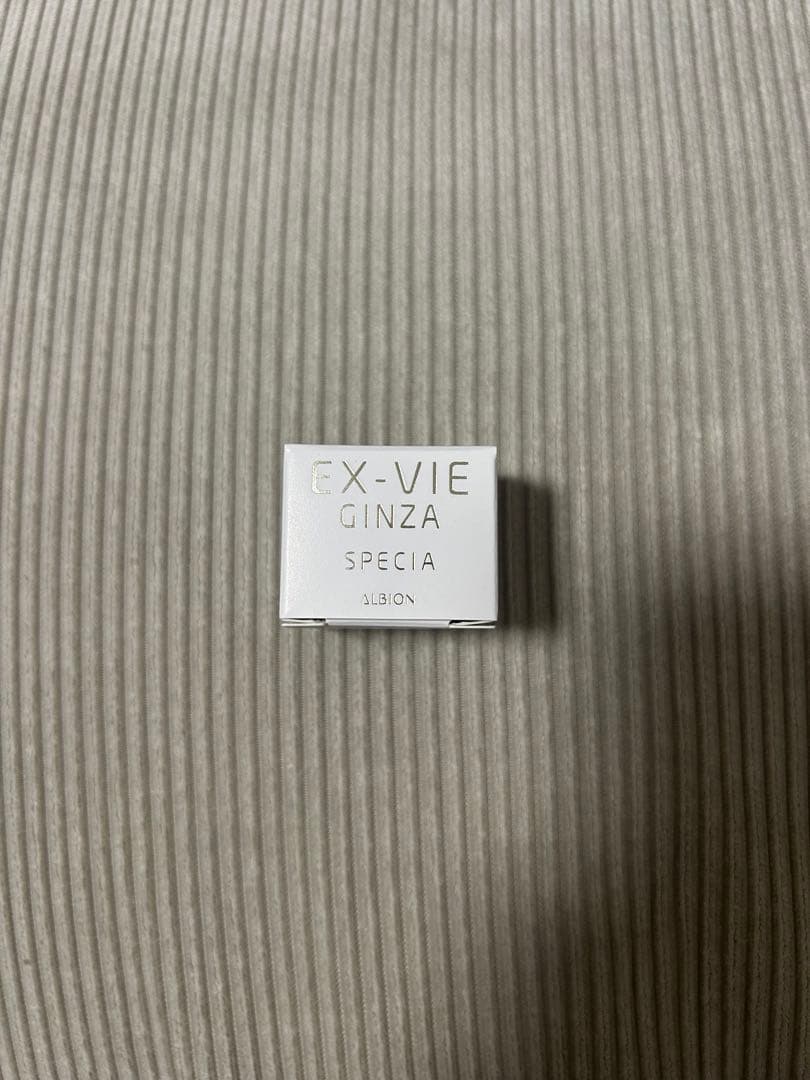 EX-VIE
GINZA
SPECIA
ALBION